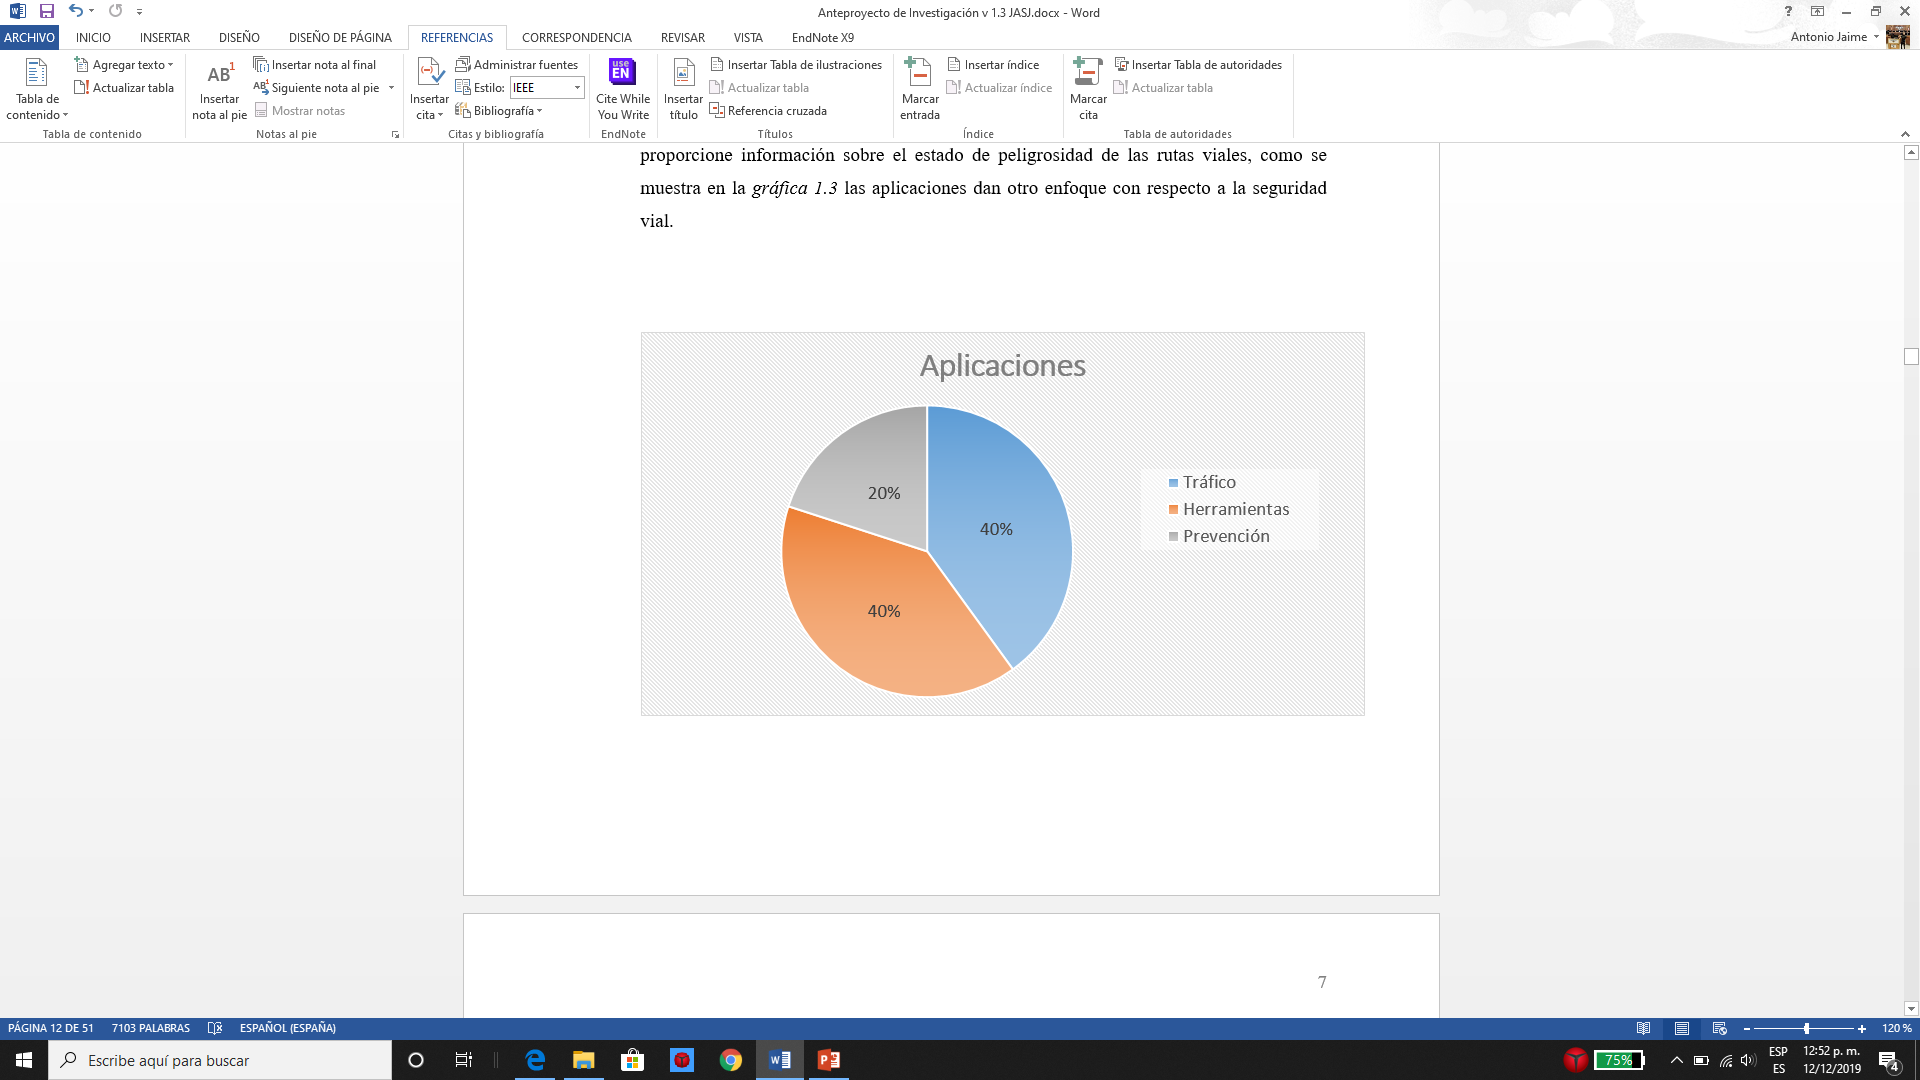 Anteproyecto de Investigación v 1.3 JASJ.docx - Word
ARCHIVO INICIO INSERTAR DISEÑO DISEÑO DE PÁGINA REFERENCIAS CORRESPONDENCIA REVISAR VISTA EndNote X9
Antonio Jaime
Tabla de
contenido
Agregar texto
Actualizar tabla
Tabla de contenido
AB1
Insertar
nota al pie
Insertar nota al final
Siguiente nota al pie
Mostrar notas
Notas al pie
Insertar
cita
Administrar fuentes
Estilo: IEEE
Bibliografía
Citas y bibliografía
use
EN
Cite While
You Write
EndNote
Insertar
título
Insertar Tabla de ilustraciones
Actualizar tabla
Referencia cruzada
Títulos
Marcar
entrada
Insertar índice
Actualizar índice
Índice
Marcar
cita
Insertar Tabla de autoridades
Actualizar tabla
Tabla de autoridades
proporcione información sobre el estado de peligrosidad de las rutas viales, como se
muestra en la gráfica 1.3 las aplicaciones dan otro enfoque con respecto a la seguridad
vial.
Aplicaciones
20%
40%
40%
Tráfico
Herramientas
Prevención
7
PÁGINA 12 DE 51 7103 PALABRAS ESPAÑOL (ESPAÑA)
120 %
Escribe aquí para buscar
75%
ESP
ES
12:52 p. m.
12/12/2019
4